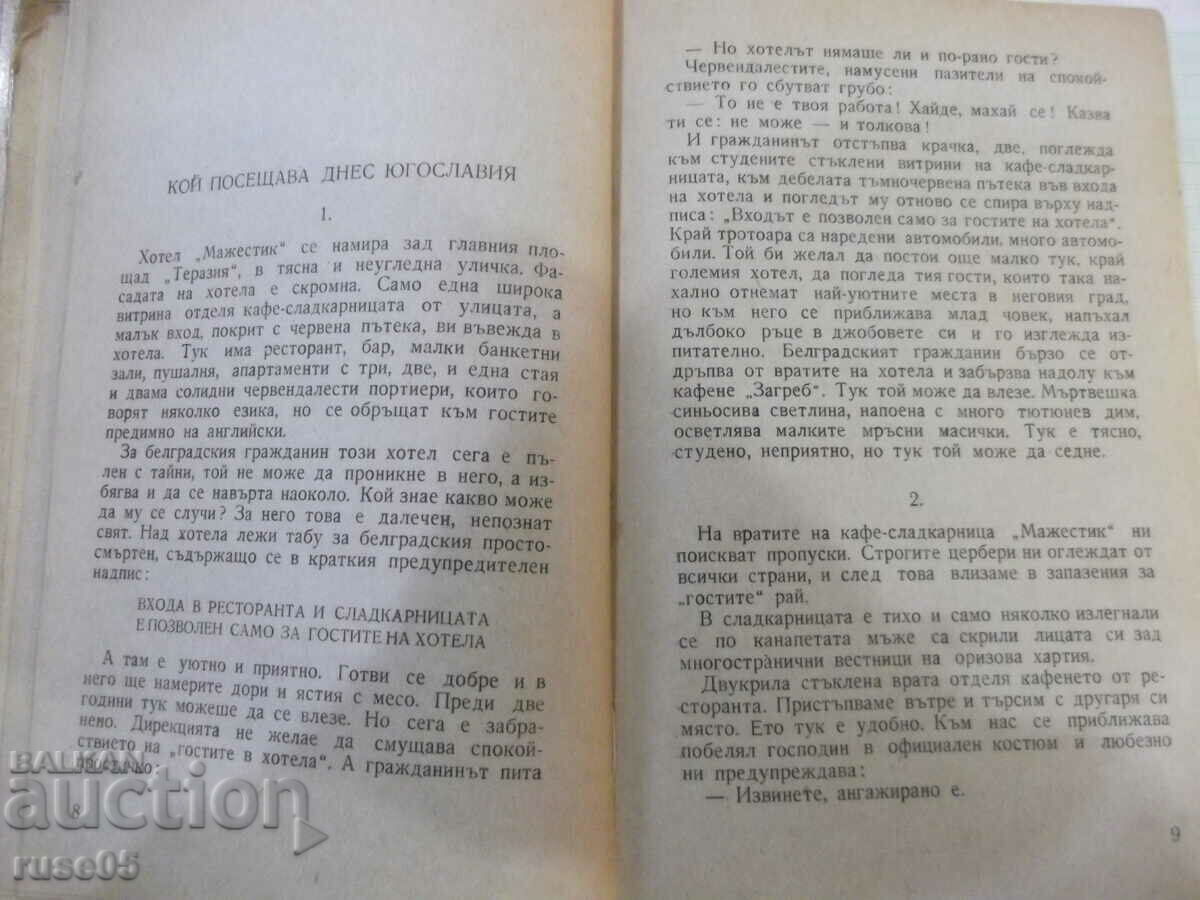 КОЙ ПОСЕЩАВА ДНЕС ЮГОСЛАВИЯ
1.
Хотел „Мажестик“ се намира зад главния пло-
щад „Теразия“, в тясна и неугледна уличка. Фа-
садата на хотела е скромна. Само една широка
витрина отделя кафе-сладкарницата от улицата, а
малък вход, покрит с червена пътека, ви въвежда в
хотела. Тук има ресторант, бар, малки банкетни
зали, пушалня, апартаменти с три, две, и една стая
и двама солидни червендалести портиери, които го-
ворят няколко езика, но се обръщат към гостите
предимно на английски.
За белградския гражданин този хотел сега е пъ-
лен с тайни, той не може да проникне в него, а из-
бягва и да се навърта наоколо. Кой знае какво може
да му се случи? За него това е далечен, непознат
свят. Над хотела лежи табу за белградския просто-
смъртен, съдържащо се в краткия предупредителен
надпис:
ВХОДА В РЕСТОРАНТА И СЛАДКАРНИЦАТА
Е ПОЗВОЛЕН САМО ЗА ГОСТИТЕ НА ХОТЕЛА
А там е уютно и приятно. Готви се добре и в
него ще намерите дори и ястия с месо. Преди две
години тук можеше да се влезе. Но сега е забра-
нено. Дирекцията не желае да смущава спокой-
ствието на „гостите в хотела“. А гражданинът пита
простичко:
8
— Но хотелът нямаше ли и по-рано гости?
Червендалестите, намусени пазители на спокой-
ствието го сбутват грубо:
— То не е твоя работа! Хайде, махай се! Казва
ти се: не може — и толкова!
И гражданинът отстъпва крачка, две, поглежда
към студените стъклени витрини на кафе-сладкар-
ницата, към дебелата тъмночервена пътека във входа
на хотела и погледът му отново се спира върху над-
писа: „Входът е позволен само за гостите на хотела“.
Край тротоара са наредени автомобили, много автомо-
били. Той би желал да постои още малко тук, край
големия хотел, да погледа тия гости, които така на-
хално отнемат най-уютните места в неговия град,
но към него се приближава млад човек, напъхал
дълбоко ръце в джобовете си и го изглежда из-
питателно. Белградският гражданин бързо се от-
дръпва от вратите на хотела и забързва надолу към
кафене „Загреб“. Тук той може да влезе. Мъртвешка
синьосива светлина, напоена с много тютюнев дим,
осветлява малките мръсни масички. Тук е тясно,
студено, неприятно, но тук той може да седне.
2.
На вратите на кафе-сладкарница „Мажестик“ ни
поискват пропуски. Строгите цербери ни оглеждат от
всички страни, и след това влизаме в запазения за
„гостите“ рай.
В сладкарницата е тихо и само няколко излегнали
се по канапетата мъже са скрили лицата си зад
многостранични вестници на оризова хартия.
Двукрила стъклена врата отделя кафенето от ре-
сторанта. Пристъпваме вътре и търсим с другаря си
място. Ето тук е удобно. Към нас се приближава
побелял господин в официален костюм и любезно
ни предупреждава:
— Извинете, ангажирано е.
9
BALKAN
auction
ruse05